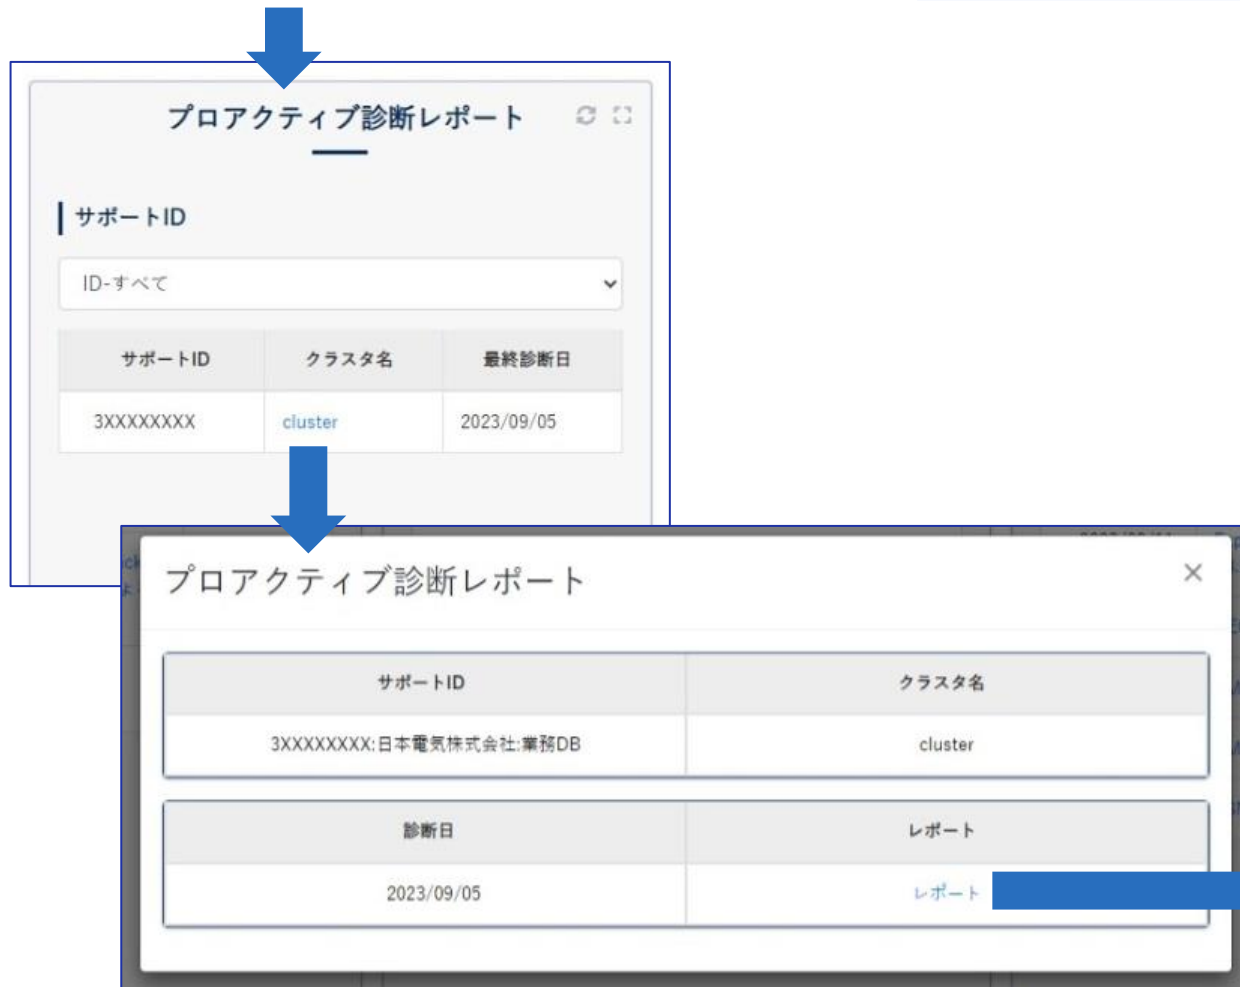 プロアクティブ診断レポート
サポートID
ID-すべて
サポートID クラスタ名 最終診断日
3XXXXXXXX cluster 2023/09/05
プロアクティブ診断レポート
サポートID クラスタ名
3XXXXXXXX:日本電気株式会社:業務DB cluster
診断日 レポート
2023/09/05 レポート